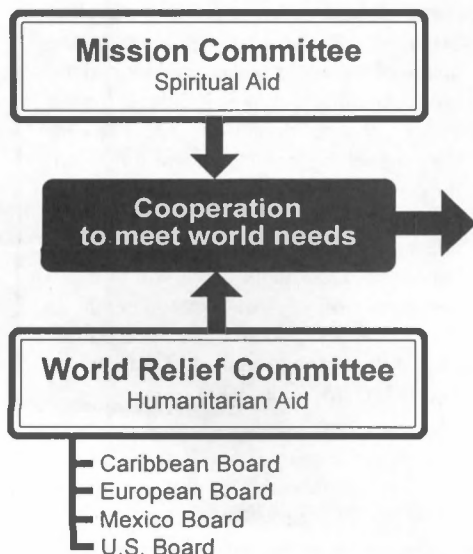 Mission Committee
Spiritual Aid
Cooperation
to meet world needs
World Relief Committee
Humanitarian Aid
Caribbean Board
European Board
Mexico Board
U.S. Board